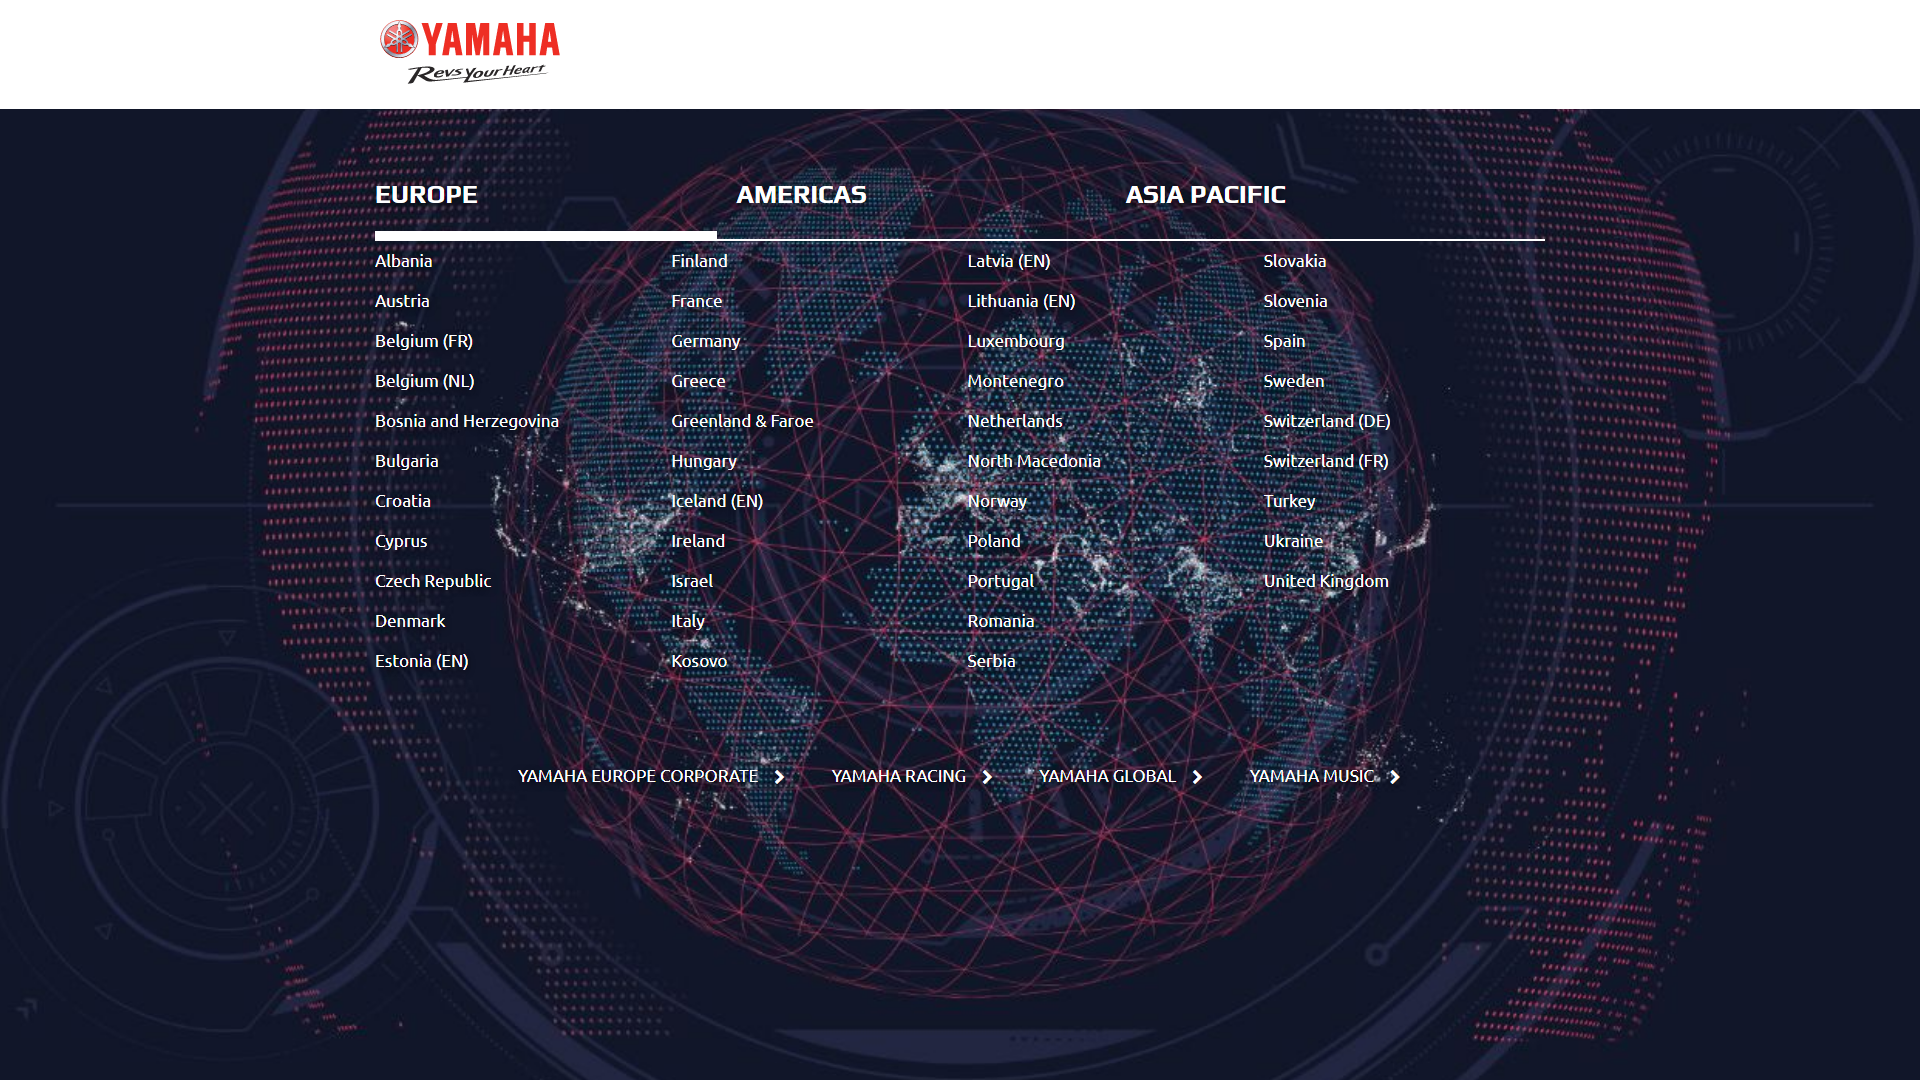 YAMAHA
Revs Your Heart
EUROPE
AMERICAS
ASIA PACIFIC
Albania
Austria
Belgium (FR)
Belgium (NL)
Bosnia and Herzegovina
Bulgaria
Croatia
Cyprus
Czech Republic
Denmark
Estonia (EN)
Finland
France
Germany
Greece
Greenland & Faroe
Hungary
Iceland (EN)
Ireland
Israel
Italy
Kosovo
Latvia (EN)
Lithuania (EN)
Luxembourg
Montenegro
Netherlands
North Macedonia
Norway
Poland
Portugal
Romania
Serbia
Slovakia
Slovenia
Spain
Sweden
Switzerland (DE)
Switzerland (FR)
Turkey
Ukraine
United Kingdom
YAMAHA EUROPE CORPORATE
YAMAHA RACING
YAMAHA GLOBAL
YAMAHA MUSIC